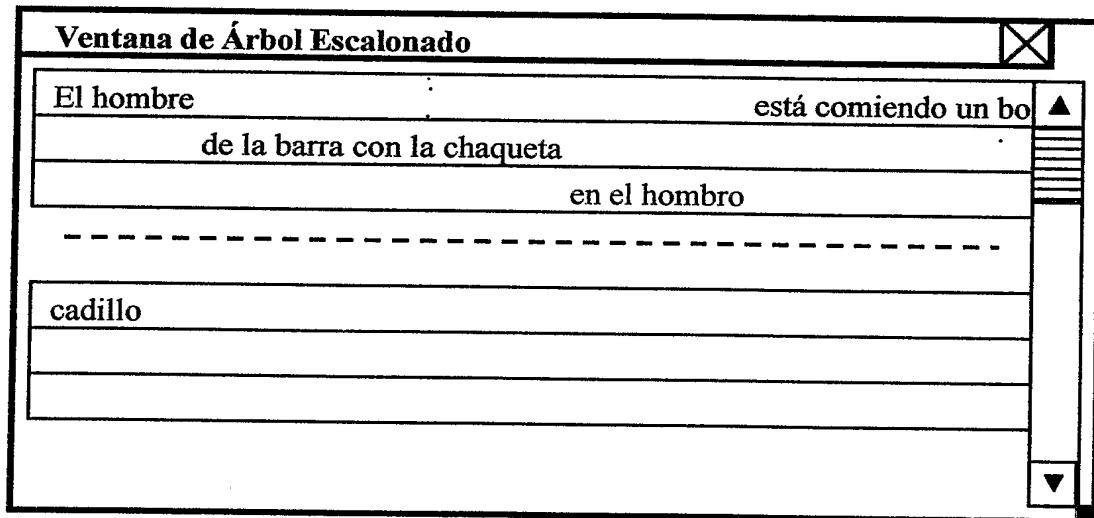 Ventana de Árbol Escalonado
El hombre está comiendo un bo
de la barra con la chaqueta
en el hombro
cadillo